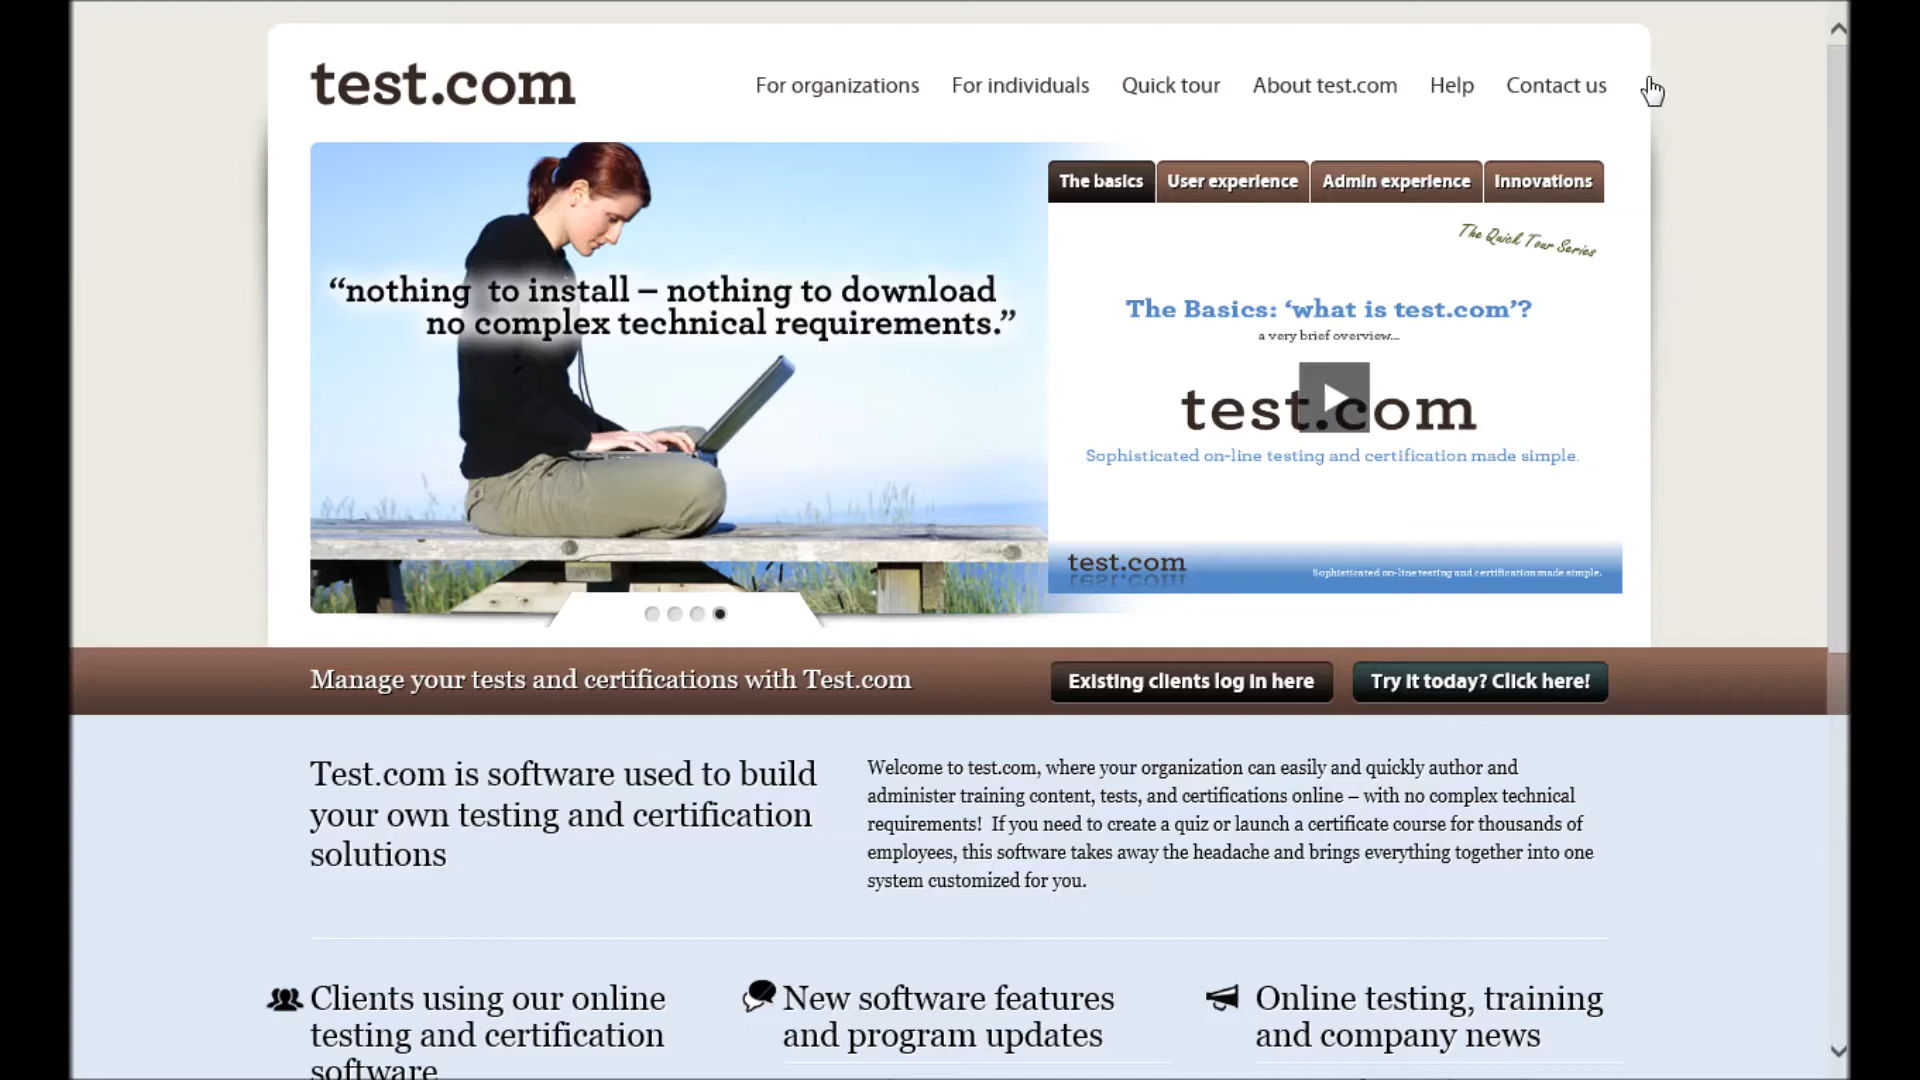 test.com
For organizations
For individuals
Quick tour
About test.com
Help
Contact us
“nothing to install – nothing to download
no complex technical requirements.”
The basics
User experience
Admin experience
Innovations
The Quick Tour Series
The Basics: ‘what is test.com’?
a very brief overview...
test.com
Sophisticated on-line testing and certification made simple.
test.com
Sophisticated on-line testing and certification made simple.
Manage your tests and certifications with Test.com
Existing clients log in here
Try it today? Click here!
Test.com is software used to build
your own testing and certification
solutions
Welcome to test.com, where your organization can easily and quickly author and
administer training content, tests, and certifications online – with no complex technical
requirements! If you need to create a quiz or launch a certificate course for thousands of
employees, this software takes away the headache and brings everything together into one
system customized for you.
Clients using our online
testing and certification
software
New software features
and program updates
Online testing, training
and company news